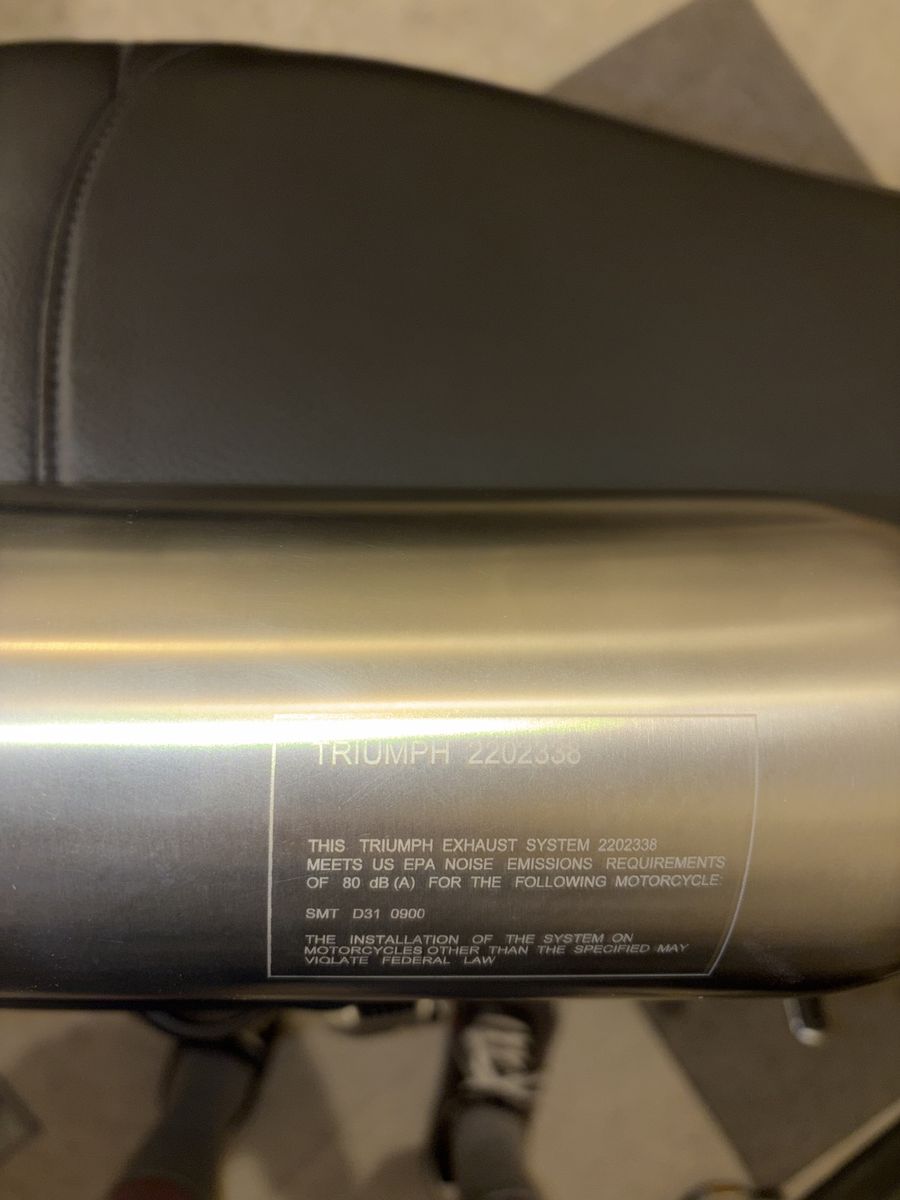 TRIUMPH 2202338
THIS TRIUMPH EXHAUST SYSTEM 2202338
MEETS US EPA NOISE EMISSIONS REQUIREMENTS
OF 80 dB (A) FOR THE FOLLOWING MOTORCYCLE:
SMT D31 0900
THE INSTALLATION OF THE SYSTEM ON
MOTORCYCLES OTHER THAN THE SPECIFIED MAY
VIOLATE FEDERAL LAW